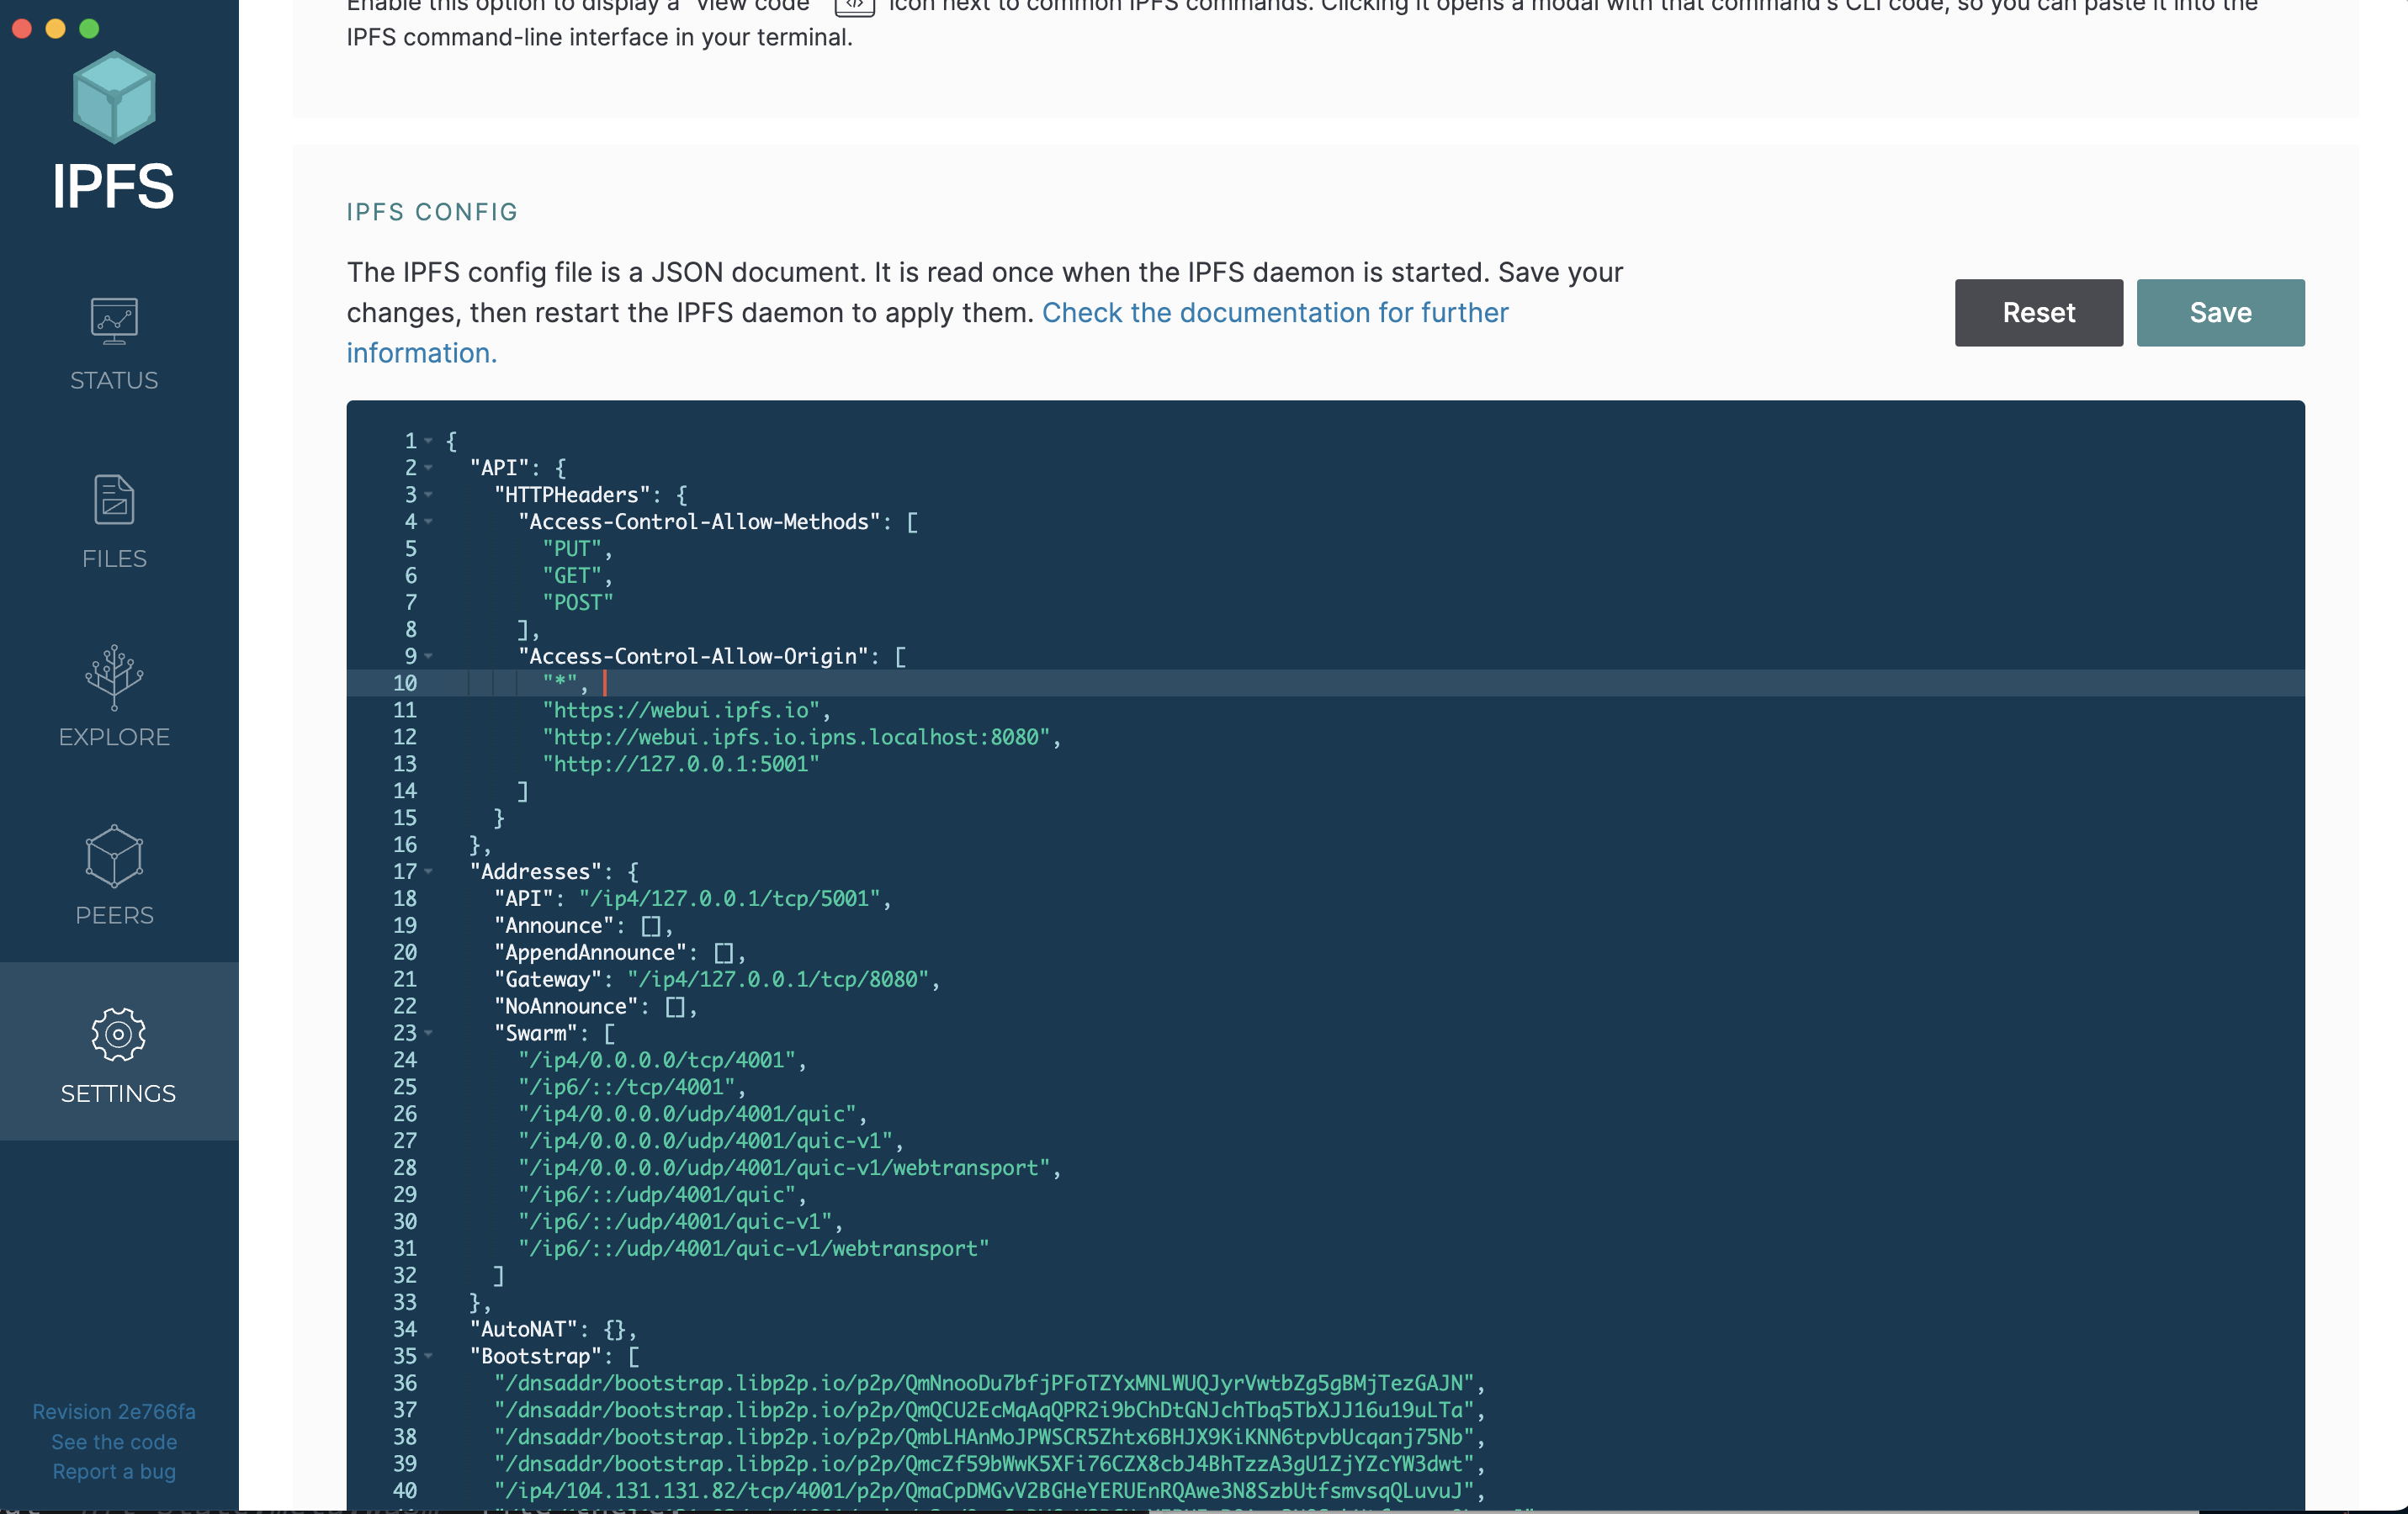 Enable this option to display a "view code" </> icon next to common IPFS commands. Clicking it opens a modal with that command's CLI code, so you can paste it into the
IPFS command-line interface in your terminal.
IPFS
STATUS
FILES
EXPLORE
PEERS
SETTINGS
Revision 2e766fa
See the code
Report a bug
IPFS CONFIG
The IPFS config file is a JSON document. It is read once when the IPFS daemon is started. Save your
changes, then restart the IPFS daemon to apply them. Check the documentation for further
information.
Reset
Save
1 {
2 "API": {
3 "HTTPHeaders": {
4 "Access-Control-Allow-Methods": [
5 "PUT",
6 "GET",
7 "POST"
8 ],
9 "Access-Control-Allow-Origin": [
10 "*",
11 "https://webui.ipfs.io",
12 "http://webui.ipfs.io.ipns.localhost:8080",
13 "http://127.0.0.1:5001"
14 ]
15 }
16 },
17 "Addresses": {
18 "API": "/ip4/127.0.0.1/tcp/5001",
19 "Announce": [],
20 "AppendAnnounce": [],
21 "Gateway": "/ip4/127.0.0.1/tcp/8080",
22 "NoAnnounce": [],
23 "Swarm": [
24 "/ip4/0.0.0.0/tcp/4001",
25 "/ip6/::/tcp/4001",
26 "/ip4/0.0.0.0/udp/4001/quic",
27 "/ip4/0.0.0.0/udp/4001/quic-v1",
28 "/ip4/0.0.0.0/udp/4001/quic-v1/webtransport",
29 "/ip6/::/udp/4001/quic",
30 "/ip6/::/udp/4001/quic-v1",
31 "/ip6/::/udp/4001/quic-v1/webtransport"
32 ]
33 },
34 "AutoNAT": {},
35 "Bootstrap": [
36 "/dnsaddr/bootstrap.libp2p.io/p2p/QmNnooDu7bfjPFoTZYxMNLWUQJyrVwtbZg5gBMjTezGAJN",
37 "/dnsaddr/bootstrap.libp2p.io/p2p/QmQCU2EcMqAqQPR2i9bChDtGNJchTbq5TbXJJ16u19uLTa",
38 "/dnsaddr/bootstrap.libp2p.io/p2p/QmbLHAnMoJPWSCR5Zhtx6BHJX9KiKNN6tpvbUcqanj75Nb",
39 "/dnsaddr/bootstrap.libp2p.io/p2p/QmcZf59bWwK5XFi76CZX8cbJ4BhTzzA3gU1ZjYZcYW3dwt",
40 "/ip4/104.131.131.82/tcp/4001/p2p/QmaCpDMGvV2BGHeYERUEnRQAwe3N8SzbUtfsmvsqQLuvuJ",